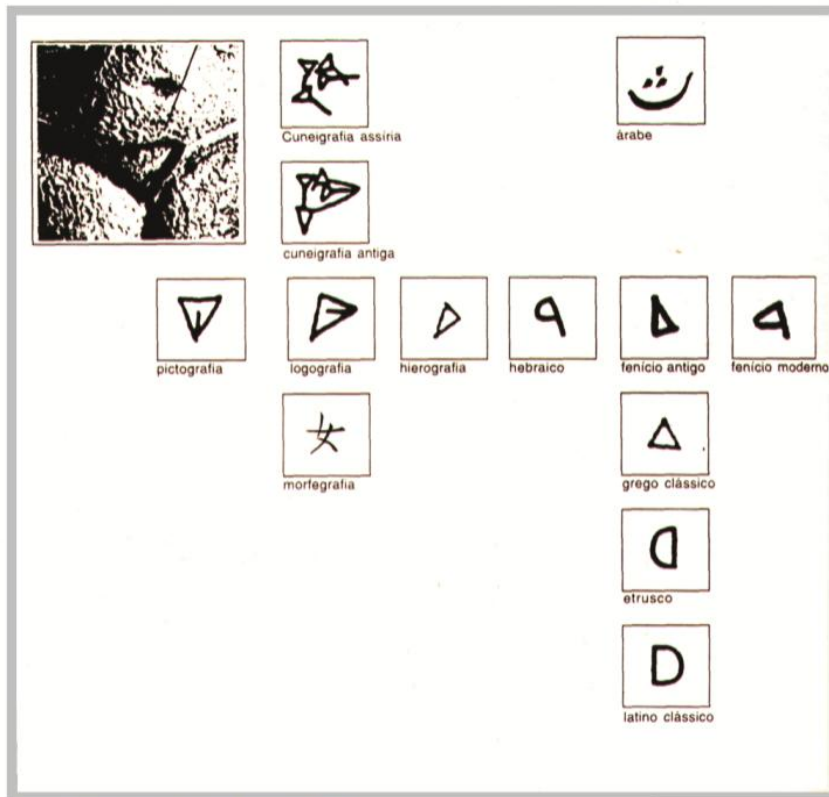 Cuneigrafia assíria
árabe
cuneigrafia antiga
pictografia
logografia
hierografia
hebraico
fenício antigo
fenício moderno
女
morfegrafia
Δ
grego clássico
etrusco
D
latino clássico